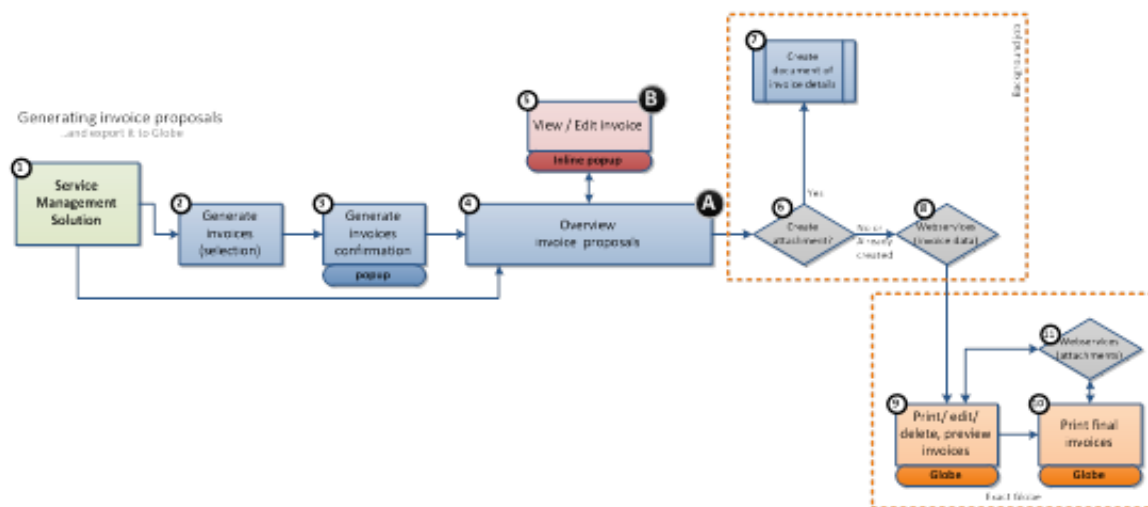 Generating invoice proposals
...and export it to Globe
1
Service
Management
Solution
2
Generate
invoices
(selection)
3
Generate
invoices
confirmation
popup
4
Overview
invoice proposals
A
5
B
View / Edit invoice
Inline popup
6
Create
attachment?
Yes
No or
Already
created
7
Create
document of
invoice details
Background job
8
Webservices
(invoice data)
9
Print/ edit/
delete, preview
invoices
Globe
10
Print final
invoices
Globe
11
Webservices
(attachments)
Exact Globe